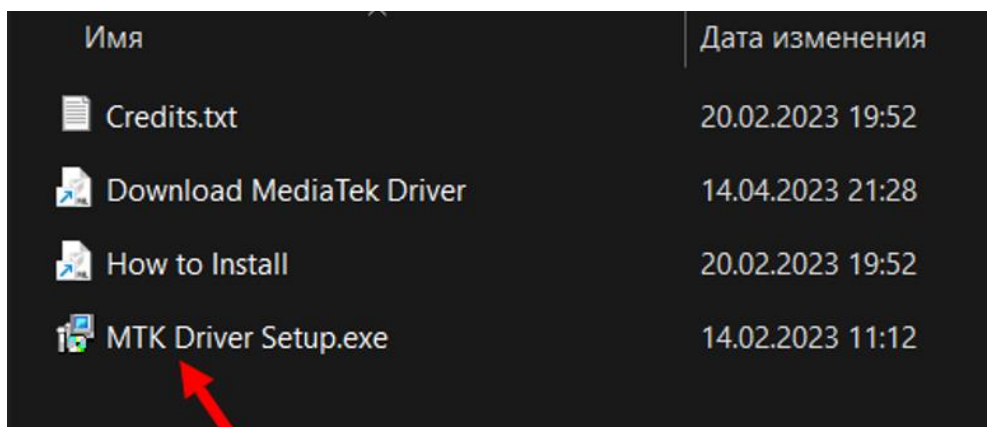 Имя Дата изменения
Credits.txt 20.02.2023 19:52
Download MediaTek Driver 14.04.2023 21:28
How to Install 20.02.2023 19:52
MTK Driver Setup.exe 14.02.2023 11:12